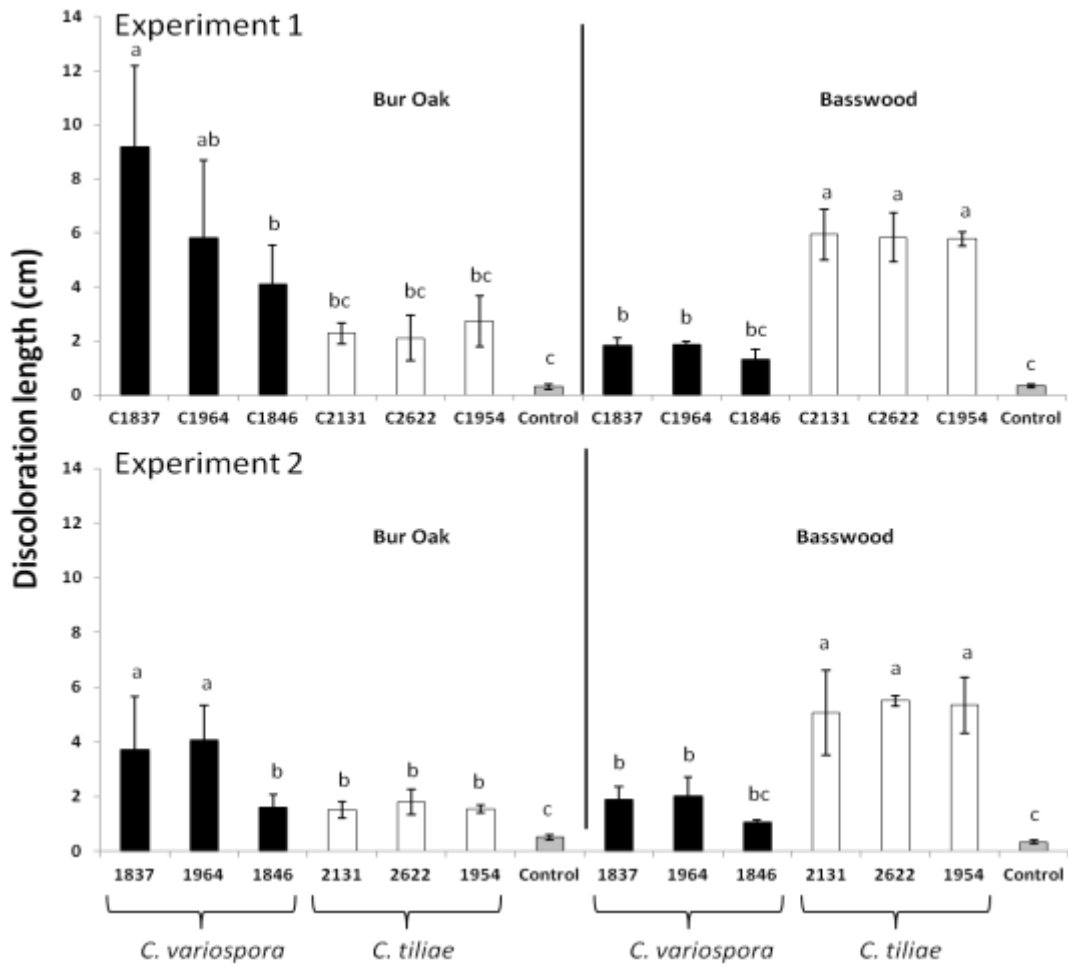 Discoloration length (cm)
Experiment 1
Bur Oak
Basswood
14
12
10
8
6
4
2
0
a
ab
b
bc
bc
bc
c
b
b
bc
a
a
a
c
C1837 C1964 C1846 C2131 C2622 C1954 Control C1837 C1964 C1846 C2131 C2622 C1954 Control
Experiment 2
Bur Oak
Basswood
14
12
10
8
6
4
2
0
a
a
b
b
b
b
c
b
b
bc
a
a
a
c
1837 1964 1846 2131 2622 1954 Control 1837 1964 1846 2131 2622 1954 Control
C. variospora C. tiliae C. variospora C. tiliae